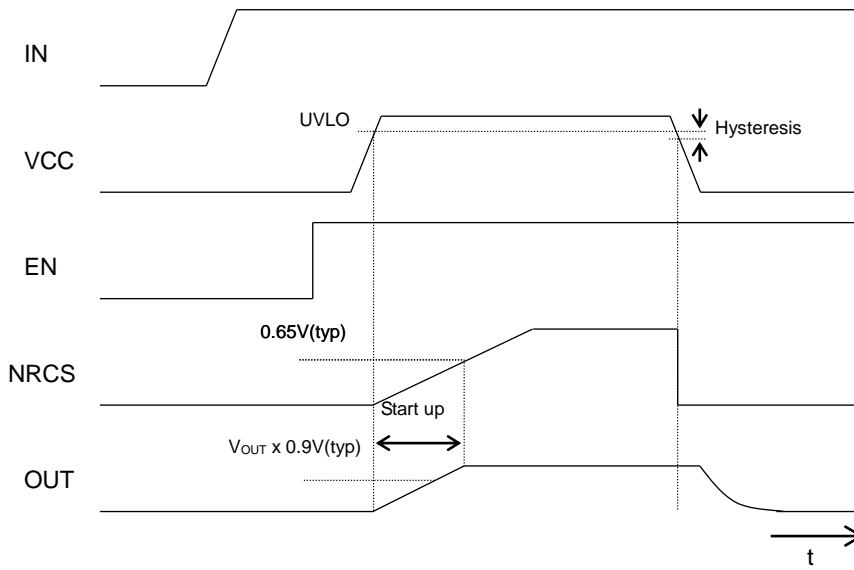 IN
UVLO
Hysteresis
VCC
EN
0.65V(typ)
NRCS
Start up
VOUT x 0.9V(typ)
OUT
t